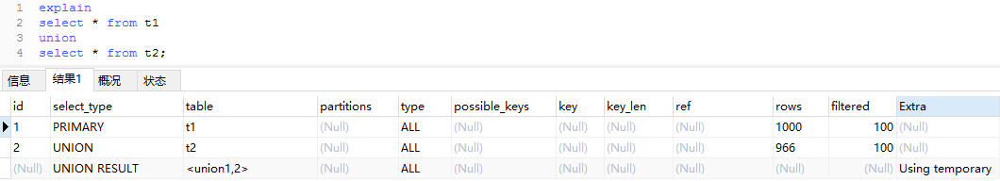 1 explain
2 select * from t1
3 union
4 select * from t2;
信息 结果1 概况 状态
id select_type table partitions type possible_keys key key_len ref rows filtered Extra
1 PRIMARY t1 (Null) ALL (Null) (Null) (Null) (Null) 1000 100 (Null)
2 UNION t2 (Null) ALL (Null) (Null) (Null) (Null) 966 100 (Null)
(Null) UNION RESULT <union1,2> (Null) ALL (Null) (Null) (Null) (Null) (Null) (Null) Using temporary